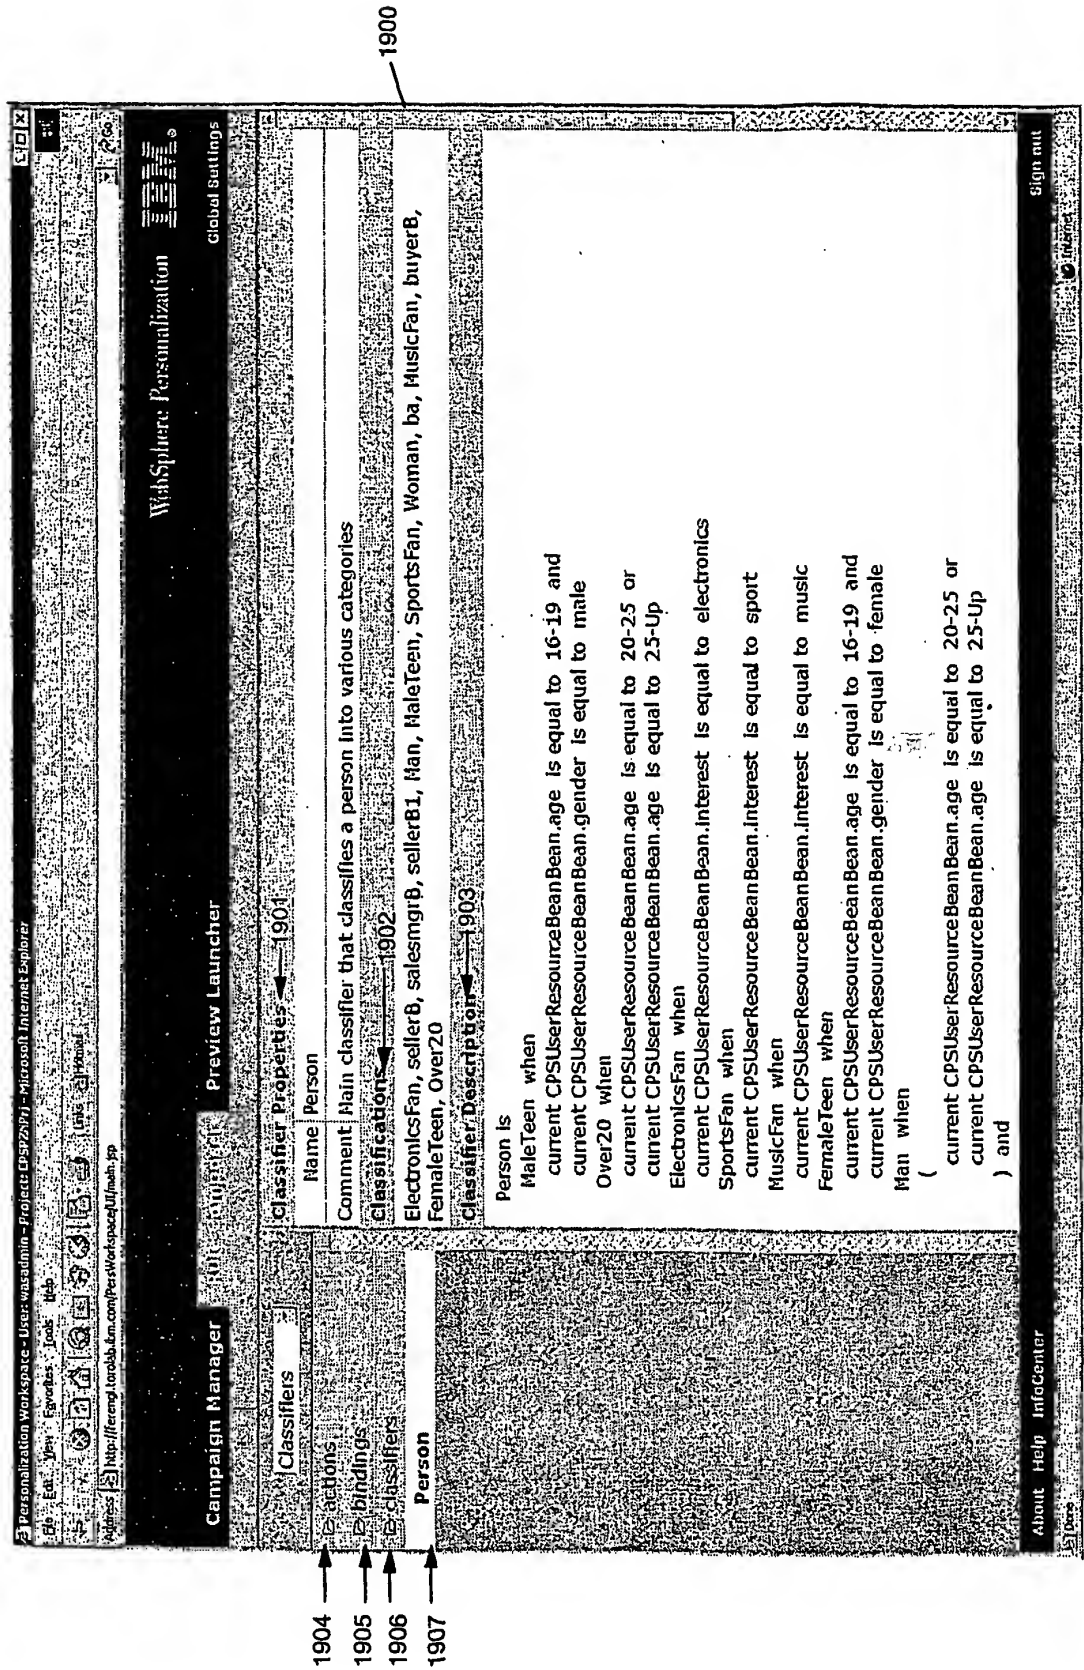 Personalization Workspace - User: wasadmin - Project: CPSP2SPrj - Microsoft Internet Explorer
File Edit View Favorites Tools Help
Links
Address http://ferengi.torolab.ibm.com/PersWorkspace/UI/main.jsp
Go
WebSphere Personalization IBM
Campaign Manager
Preview Launcher
Global Settings
Classifiers
actions
bindings
classifiers
Person
Classifier Properties 1901
Name Person
Comment Main classifier that classifies a person into various categories
Classifications 1902
ElectronicsFan, sellerB, salesmgrB, sellerB1, Man, MaleTeen, SportsFan, Woman, ba, MusicFan, buyerB,
FemaleTeen, Over20
Classifier Description 1903
Person is
MaleTeen when
current CPSUserResourceBeanBean.age is equal to 16-19 and
current CPSUserResourceBeanBean.gender is equal to male
Over20 when
current CPSUserResourceBeanBean.age is equal to 20-25 or
current CPSUserResourceBeanBean.age is equal to 25-Up
ElectronicsFan when
current CPSUserResourceBeanBean.interest is equal to electronics
SportsFan when
current CPSUserResourceBeanBean.interest is equal to sport
MusicFan when
current CPSUserResourceBeanBean.interest is equal to music
FemaleTeen when
current CPSUserResourceBeanBean.age is equal to 16-19 and
current CPSUserResourceBeanBean.gender is equal to female
Man when
(
current CPSUserResourceBeanBean.age is equal to 20-25 or
current CPSUserResourceBeanBean.age is equal to 25-Up
) and
About Help InfoCenter
Sign out
Done
Internet
1900
1904
1905
1906
1907